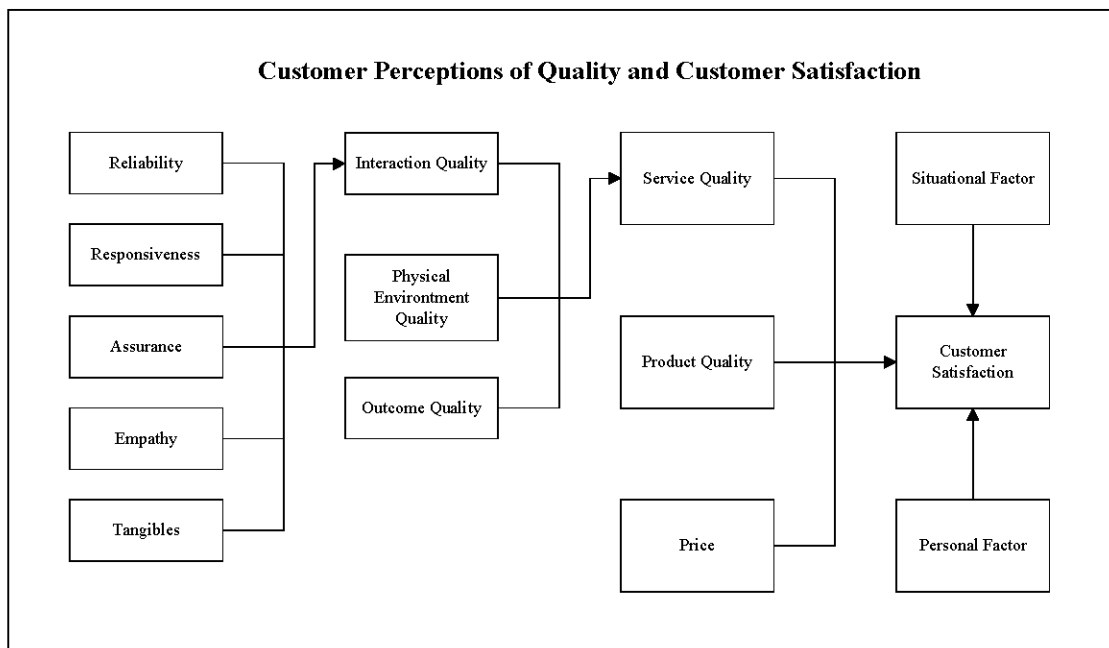 Customer Perceptions of Quality and Customer Satisfaction
Reliability
Responsiveness
Assurance
Empathy
Tangibles
Interaction Quality
Physical
Environtment
Quality
Outcome Quality
Service Quality
Product Quality
Price
Situational Factor
Customer
Satisfaction
Personal Factor